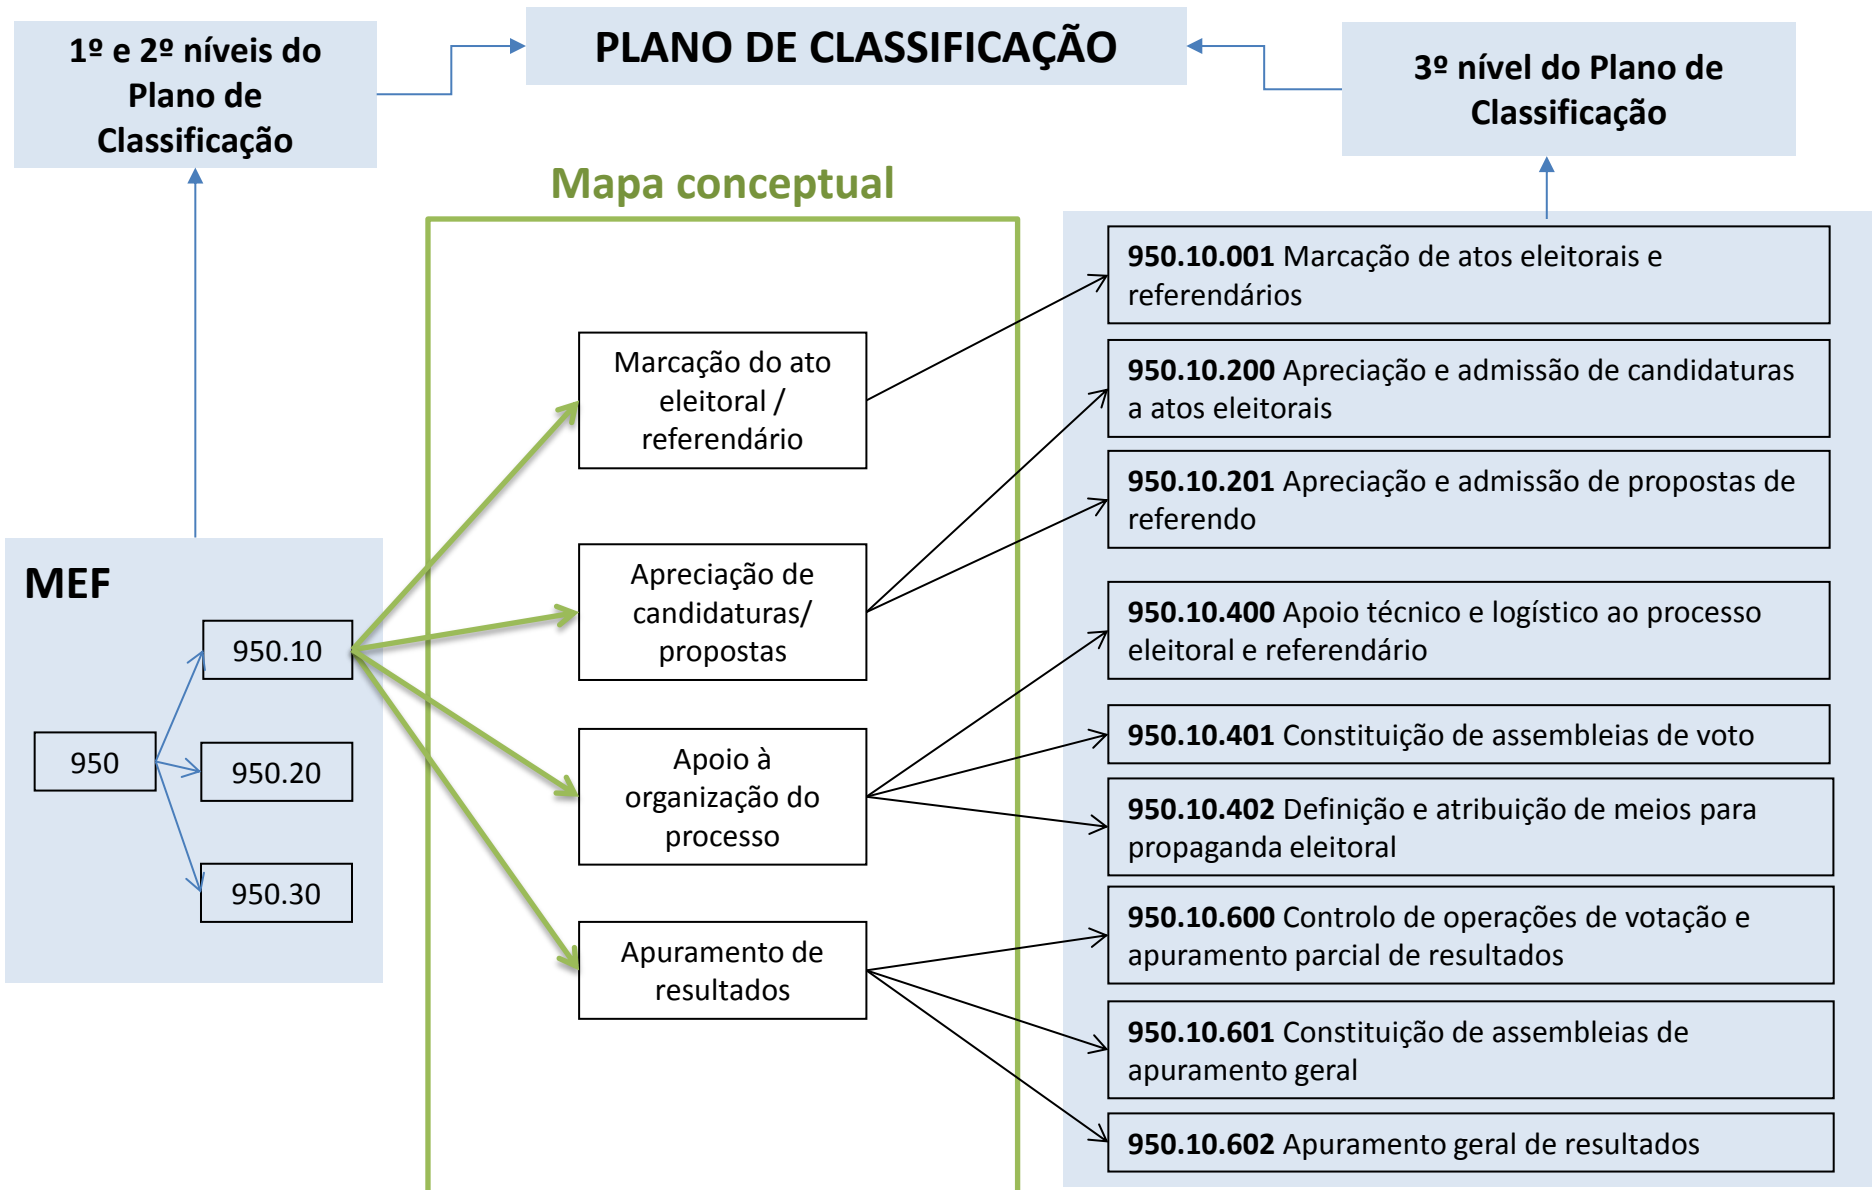 1º e 2º níveis do
Plano de
Classificação
PLANO DE CLASSIFICAÇÃO
3º nível do Plano de
Classificação
Mapa conceptual
MEF
950
950.10
950.20
950.30
Marcação do ato
eleitoral /
referendário
Apreciação de
candidaturas/
propostas
Apoio à
organização do
processo
Apuramento de
resultados
950.10.001 Marcação de atos eleitorais e
referendários
950.10.200 Apreciação e admissão de candidaturas
a atos eleitorais
950.10.201 Apreciação e admissão de propostas de
referendo
950.10.400 Apoio técnico e logístico ao processo
eleitoral e referendário
950.10.401 Constituição de assembleias de voto
950.10.402 Definição e atribuição de meios para
propaganda eleitoral
950.10.600 Controlo de operações de votação e
apuramento parcial de resultados
950.10.601 Constituição de assembleias de
apuramento geral
950.10.602 Apuramento geral de resultados